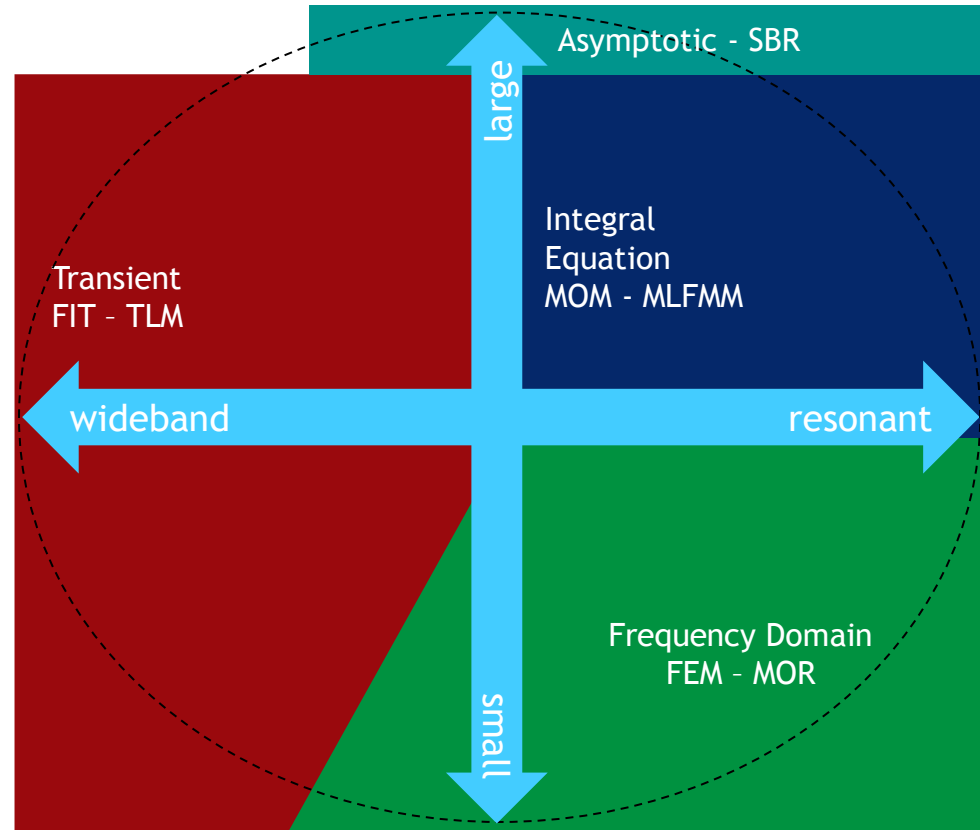 Asymptotic - SBR
large
Integral
Equation
MOM - MLFMM
Transient
FIT – TLM
wideband
resonant
Frequency Domain
FEM – MOR
small